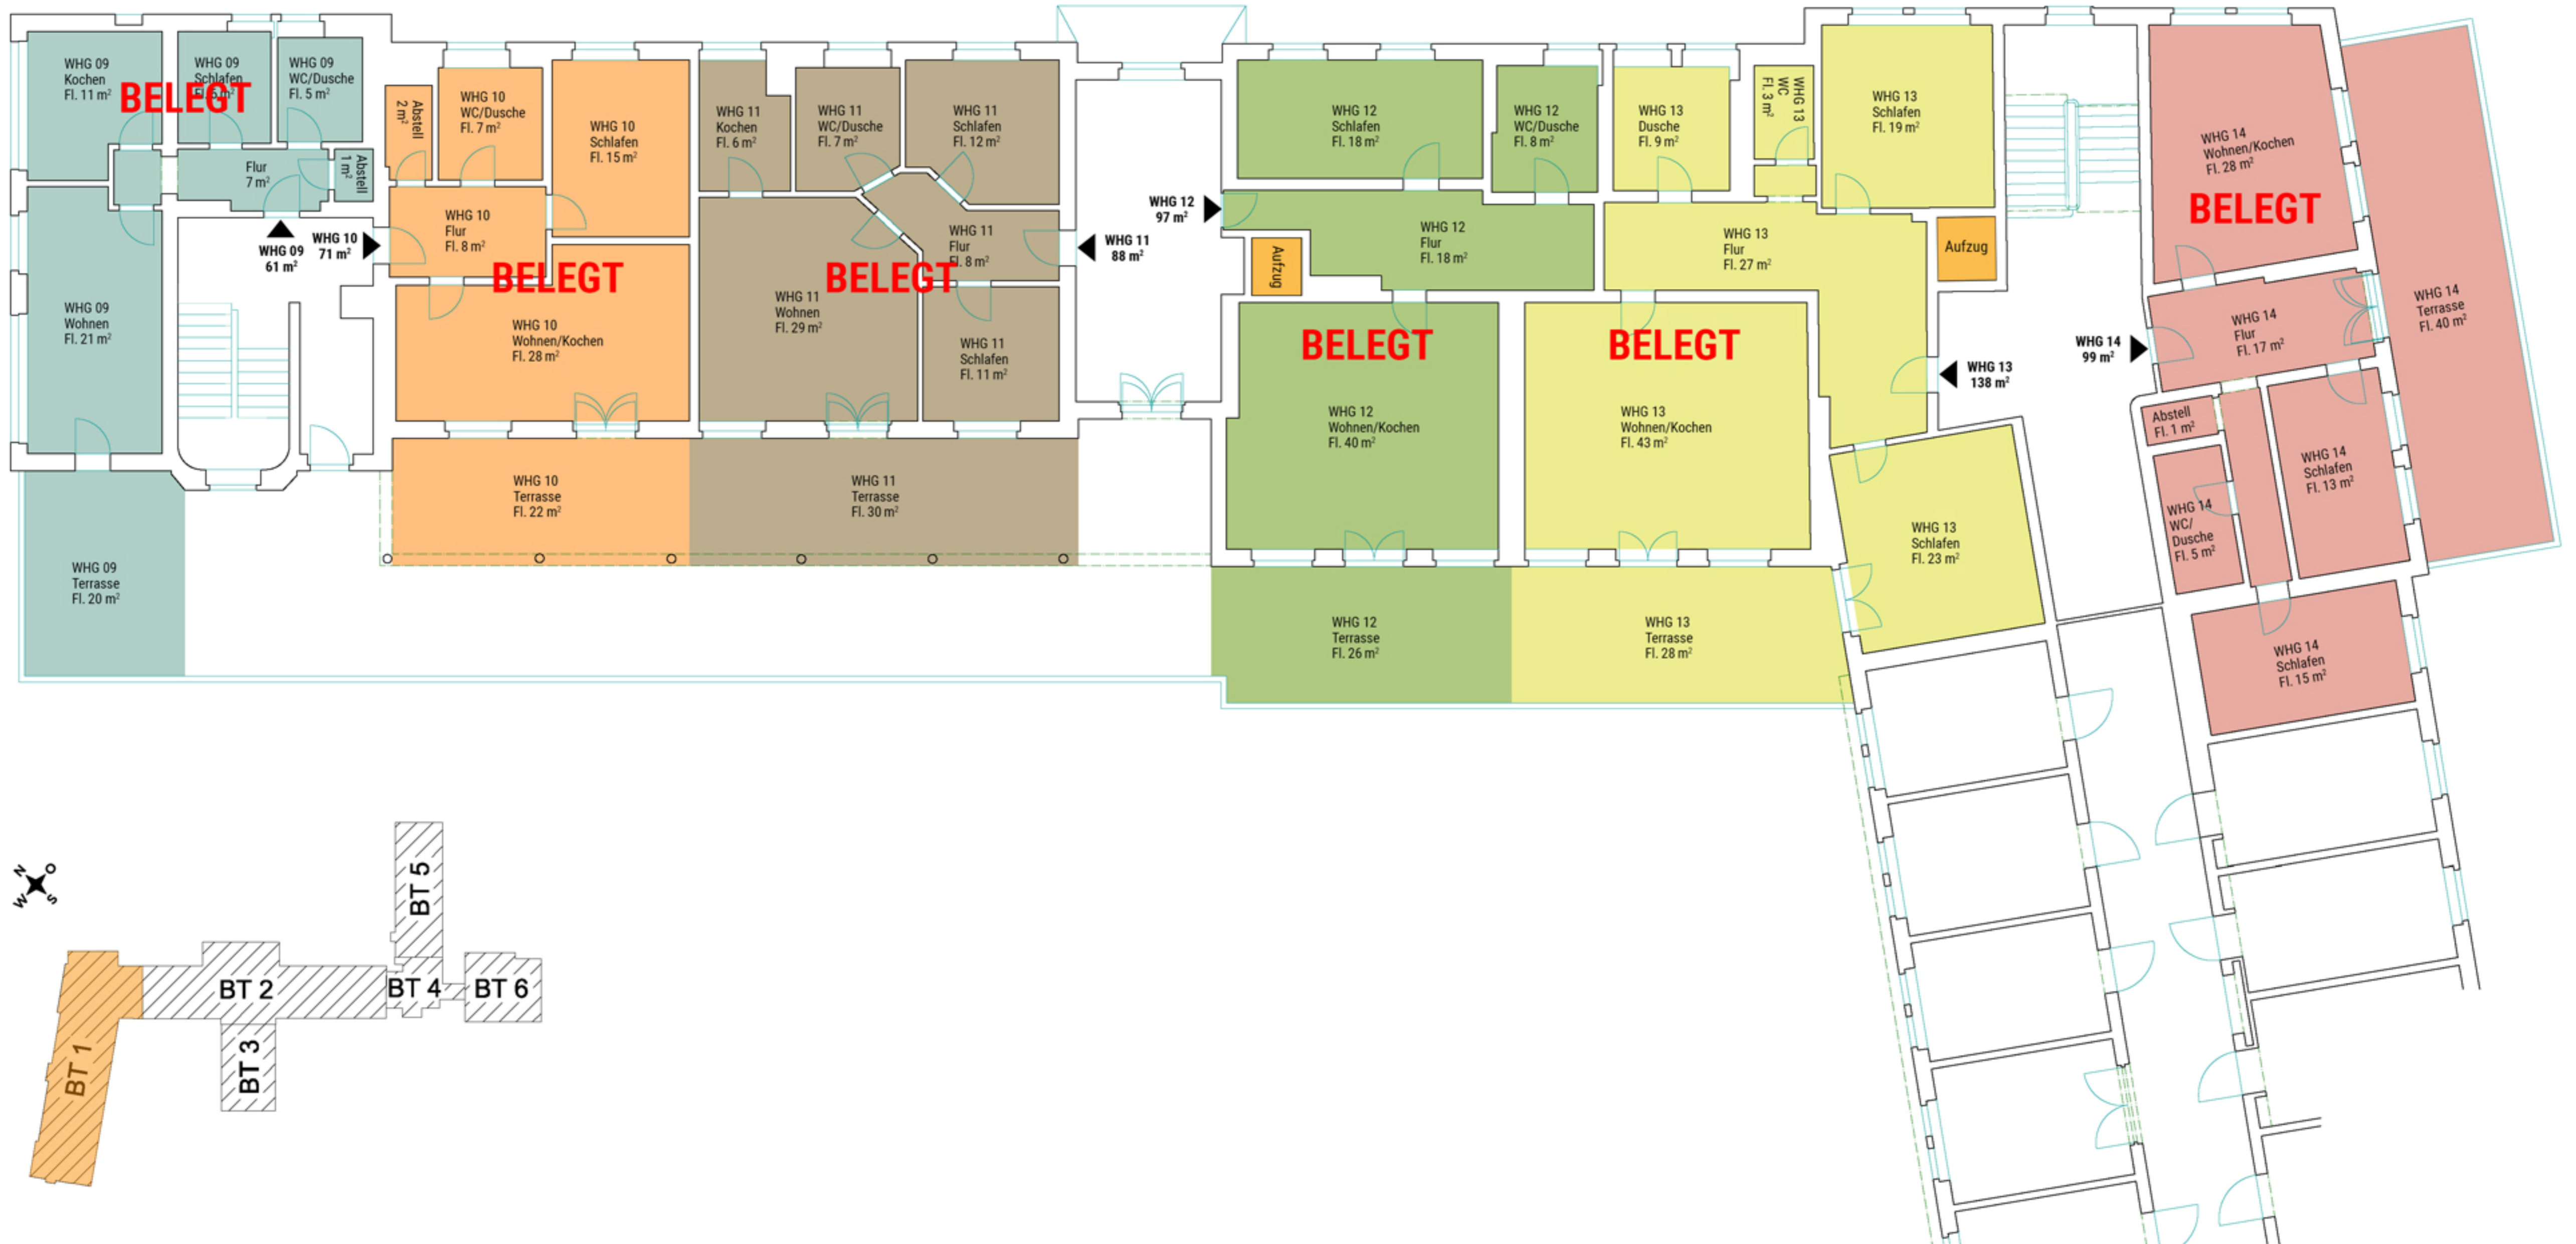 WHG 09
Kochen
Fl. 11 m²
WHG 09
Schlafen
Fl. 6 m²
BELEGT
WHG 09
WC/Dusche
Fl. 5 m²
Flur
7 m²
Abstell
1 m²
WHG 09
61 m²
WHG 09
Wohnen
Fl. 21 m²
WHG 09
Terrasse
Fl. 20 m²
WHG 10
71 m²
Abstell
2 m²
WHG 10
WC/Dusche
Fl. 7 m²
WHG 10
Schlafen
Fl. 15 m²
WHG 10
Flur
Fl. 8 m²
BELEGT
WHG 10
Wohnen/Kochen
Fl. 28 m²
WHG 10
Terrasse
Fl. 22 m²
WHG 11
Kochen
Fl. 6 m²
WHG 11
WC/Dusche
Fl. 7 m²
WHG 11
Schlafen
Fl. 12 m²
WHG 11
Flur
Fl. 8 m²
BELEGT
WHG 11
Wohnen
Fl. 29 m²
WHG 11
Schlafen
Fl. 11 m²
WHG 11
Terrasse
Fl. 30 m²
WHG 11
88 m²
WHG 12
97 m²
WHG 12
Schlafen
Fl. 18 m²
WHG 12
WC/Dusche
Fl. 8 m²
WHG 12
Flur
Fl. 18 m²
Aufzug
BELEGT
WHG 12
Wohnen/Kochen
Fl. 40 m²
WHG 12
Terrasse
Fl. 26 m²
WHG 13
Dusche
Fl. 9 m²
WHG 13
WC
Fl. 3 m²
WHG 13
Schlafen
Fl. 19 m²
WHG 13
Flur
Fl. 27 m²
Aufzug
BELEGT
WHG 13
Wohnen/Kochen
Fl. 43 m²
WHG 13
138 m²
WHG 13
Schlafen
Fl. 23 m²
WHG 13
Terrasse
Fl. 28 m²
WHG 14
Wohnen/Kochen
Fl. 28 m²
BELEGT
WHG 14
Terrasse
Fl. 40 m²
WHG 14
99 m²
WHG 14
Flur
Fl. 17 m²
Abstell
Fl. 1 m²
WHG 14
WC/
Dusche
Fl. 5 m²
WHG 14
Schlafen
Fl. 13 m²
WHG 14
Schlafen
Fl. 15 m²
N
O
W
S
BT 5
BT 2
BT 4
BT 6
BT 3
BT 1